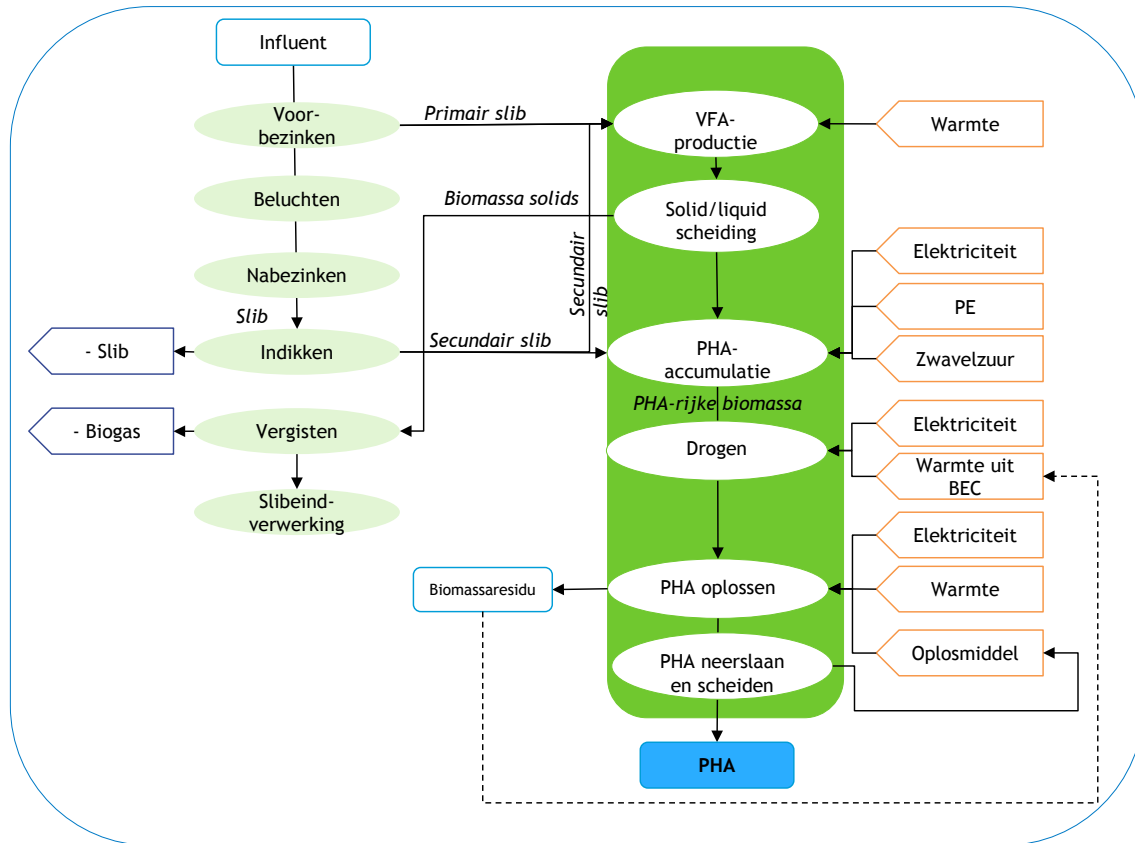 Influent
Voor-
bezinken
Primair slib
VFA-
productie
Warmte
Beluchten
Biomassa solids
Solid/liquid
scheiding
Secundair
slib
Elektriciteit
Nabezinken
PE
Slib
- Slib
Indikken
Secundair slib
PHA-
accumulatie
Zwavelzuur
PHA-rijke biomassa
- Biogas
Vergisten
Drogen
Elektriciteit
Warmte uit
BEC
Slibeind-
verwerking
Elektriciteit
Biomassaresidu
PHA oplossen
Warmte
PHA neerslaan
en scheiden
Oplosmiddel
PHA